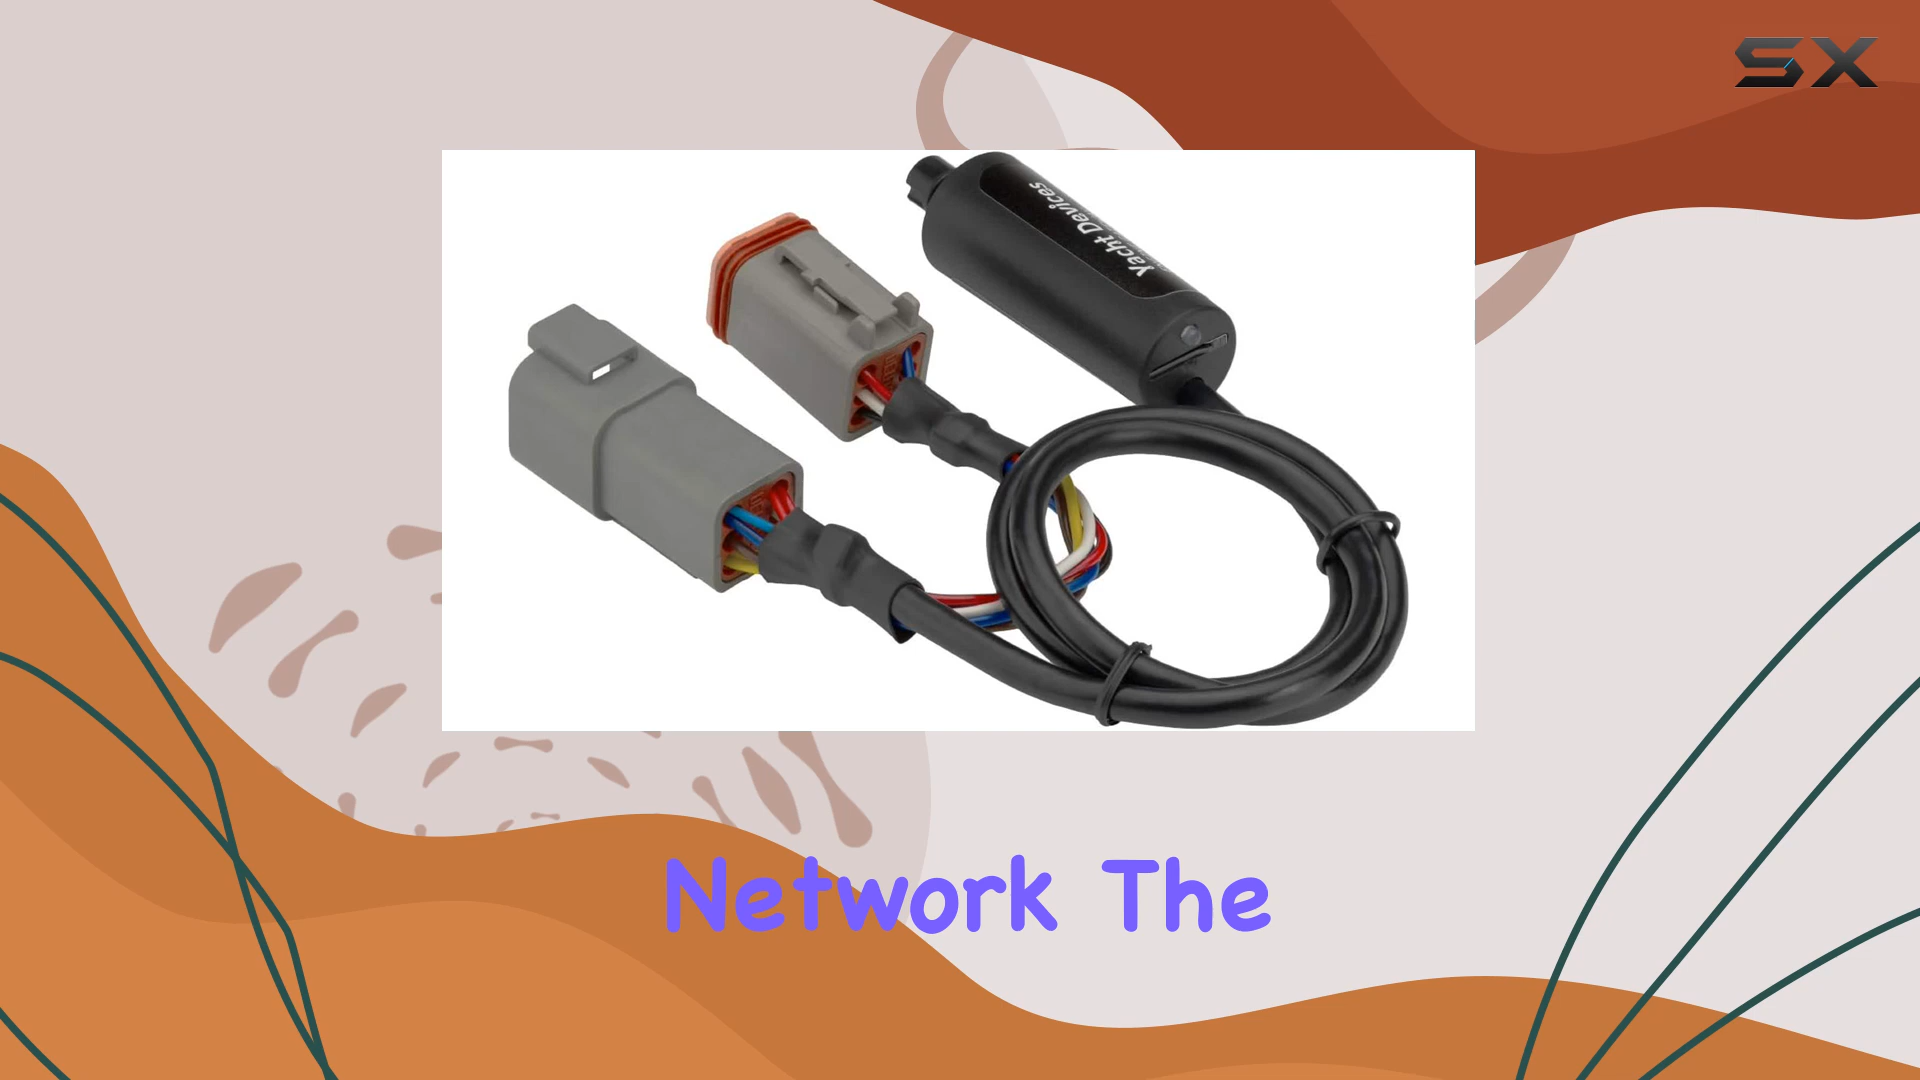 SX
Yacht Devices
Network The